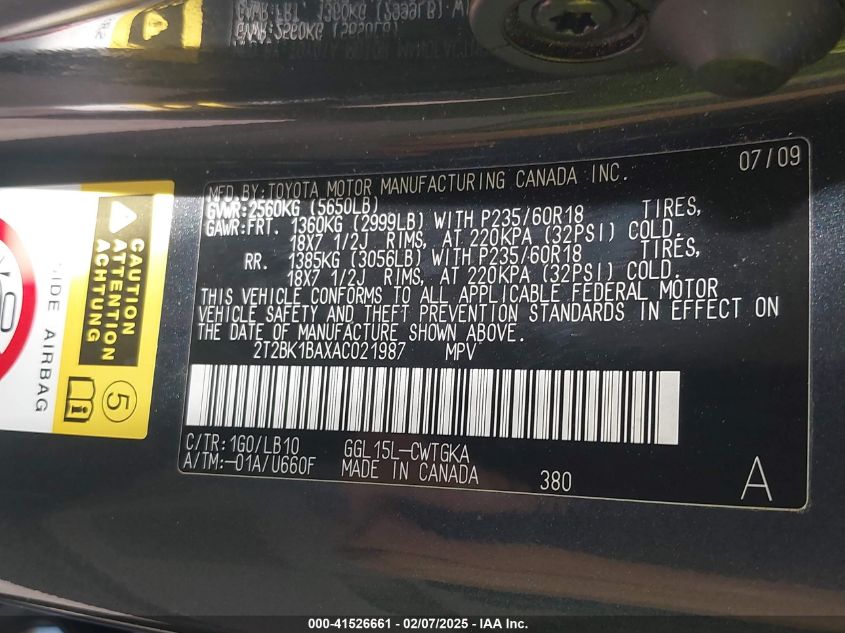 07/09
MFD.BY:TOYOTA MOTOR MANUFACTURING CANADA INC.
GVWR:2560KG (5650LB)
GAWR:FRT. 1360KG (2999LB) WITH P235/60R18 TIRES,
18X7 1/2J RIMS, AT 220KPA (32PSI) COLD.
RR. 1385KG (3056LB) WITH P235/60R18 TIRES,
18X7 1/2J RIMS, AT 220KPA (32PSI) COLD.
THIS VEHICLE CONFORMS TO ALL APPLICABLE FEDERAL MOTOR
VEHICLE SAFETY AND THEFT PREVENTION STANDARDS IN EFFECT ON
THE DATE OF MANUFACTURE SHOWN ABOVE.
2T2BK1BAXAC021987 MPV
C/TR:1G0/LB10 GGL15L-CWTGKA
A/TM:-01A/U660F MADE IN CANADA 380 A
SIDE AIRBAG
CAUTION
ATTENTION
ACHTUNG
5
000-41526661 - 02/07/2025 - IAA Inc.